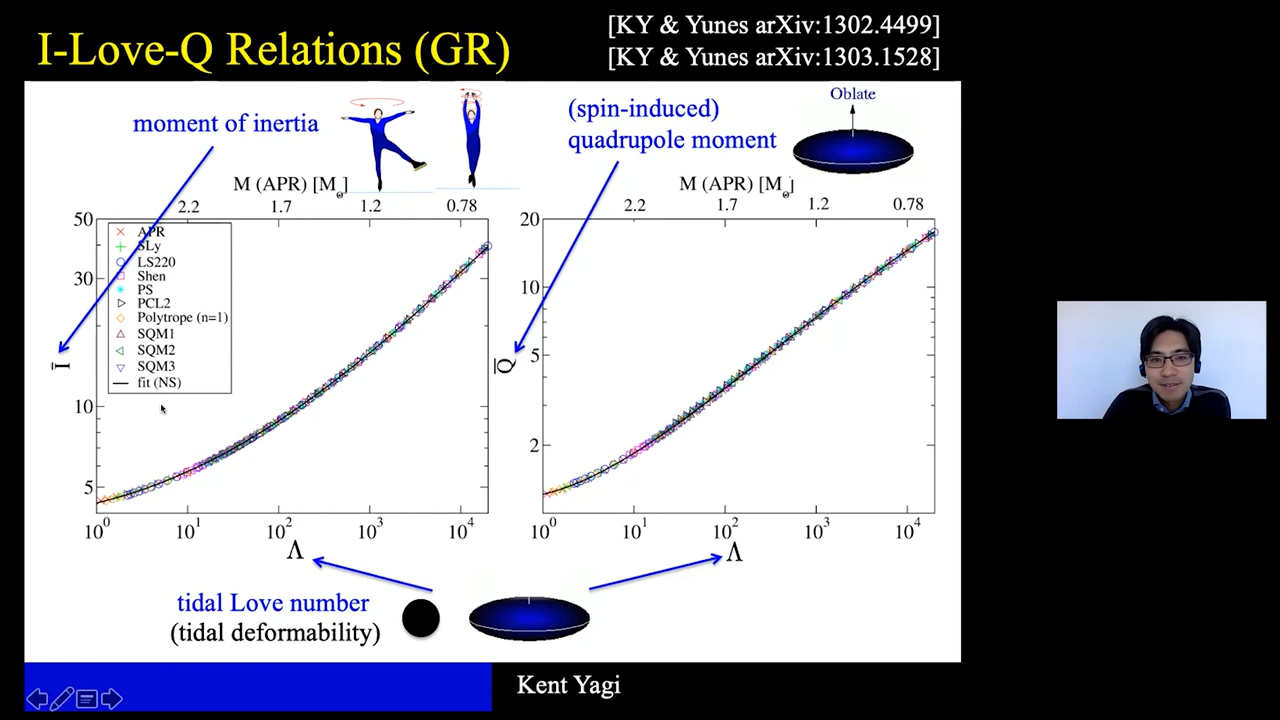 I-Love-Q Relations (GR)
[KY & Yunes arXiv:1302.4499]
[KY & Yunes arXiv:1303.1528]
moment of inertia
(spin-induced)
quadrupole moment
Oblate
M (APR) [M⊙]
2.2 1.7 1.2 0.78
50
30
10
5
Ī
APR
SLy
LS220
Shen
PS
PCL2
Polytrope (n=1)
SQM1
SQM2
SQM3
fit (NS)
10⁰ 10¹ 10² 10³ 10⁴
Λ
M (APR) [M⊙]
2.2 1.7 1.2 0.78
20
10
5
2
Q̄
10⁰ 10¹ 10² 10³ 10⁴
Λ
tidal Love number
(tidal deformability)
Kent Yagi